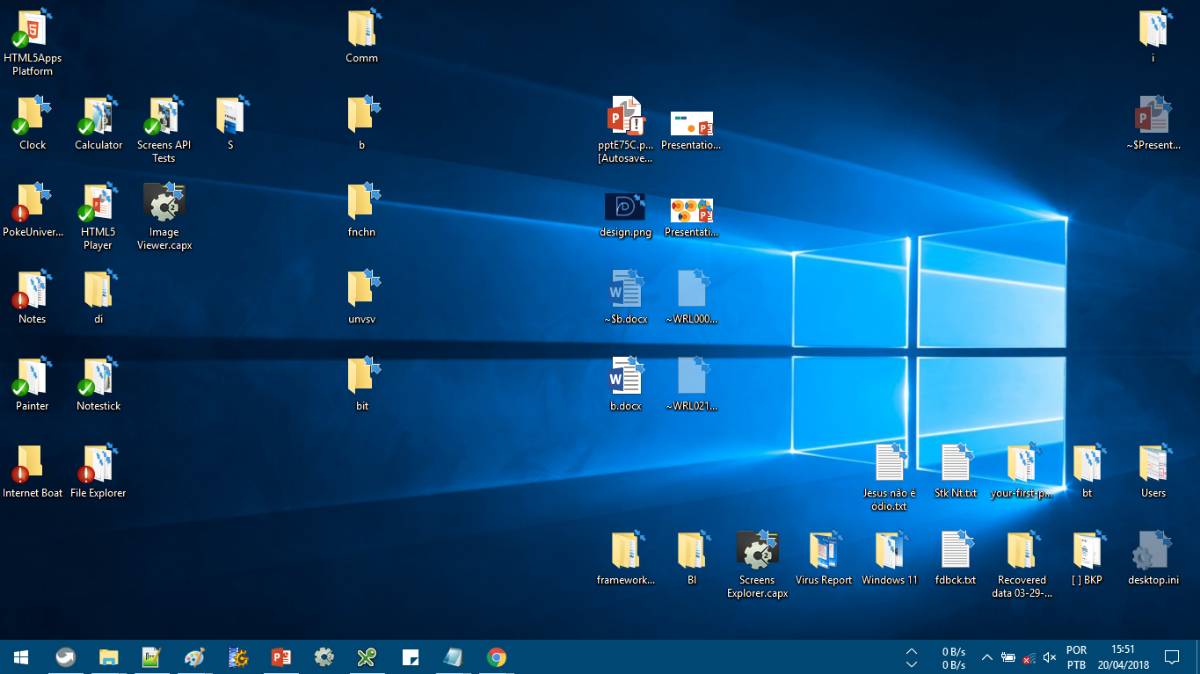 HTML5Apps
Platform
Comm
i
Clock
Calculator
Screens API
Tests
S
b
pptE75C.p...
[Autosave...
Presentatio...
~$Present...
PokeUniver...
HTML5
Player
Image
Viewer.capx
fnchn
design.png
Presentati...
Notes
di
unvsv
~$b.docx
~WRL000...
Painter
Notestick
bit
b.docx
~WRL021...
Internet Boat
File Explorer
Jesus não é
ódio.txt
Stk Nt.txt
your-first-p...
bt
Users
framework...
BI
Screens
Explorer.capx
Virus Report
Windows 11
fdbck.txt
Recovered
data 03-29-...
[ ] BKP
desktop.ini
0 B/s
0 B/s
POR
PTB
15:51
20/04/2018